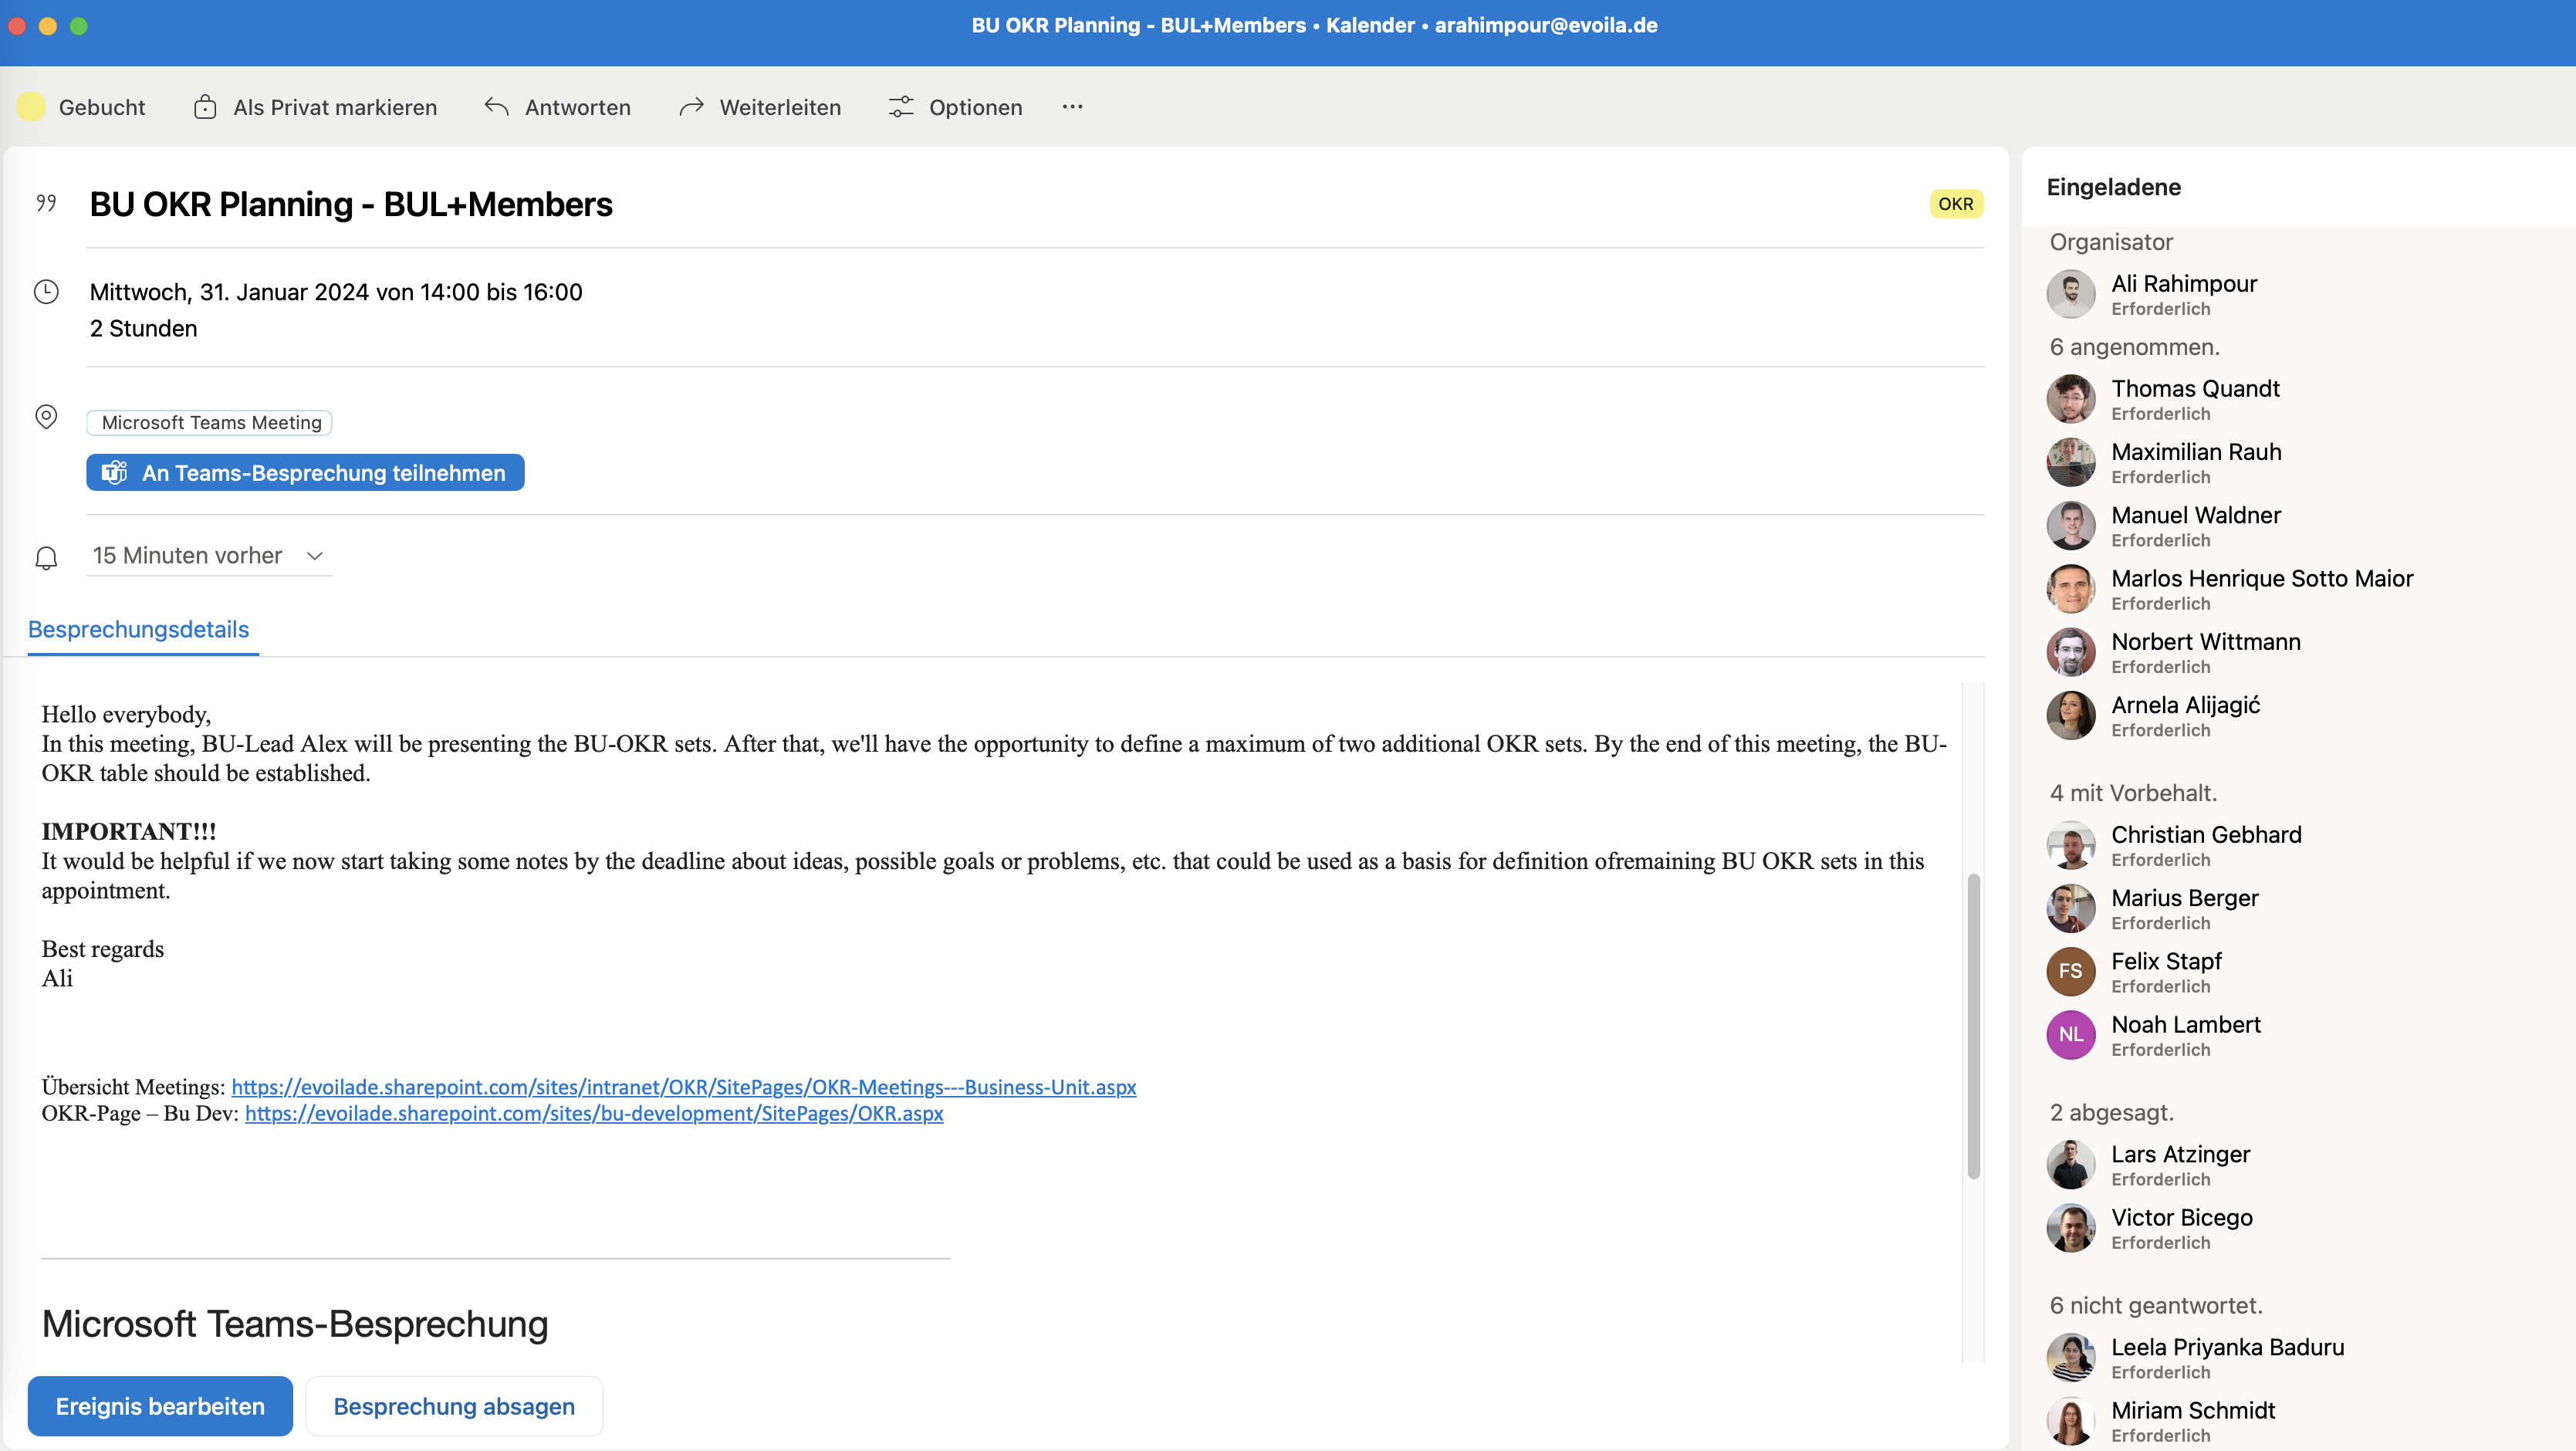 BU OKR Planning - BUL+Members • Kalender • arahimpour@evoila.de
Gebucht
Als Privat markieren
Antworten
Weiterleiten
Optionen
BU OKR Planning - BUL+Members
OKR
Mittwoch, 31. Januar 2024 von 14:00 bis 16:00
2 Stunden
Microsoft Teams Meeting
An Teams-Besprechung teilnehmen
15 Minuten vorher
Besprechungsdetails
Hello everybody,
In this meeting, BU-Lead Alex will be presenting the BU-OKR sets. After that, we'll have the opportunity to define a maximum of two additional OKR sets. By the end of this meeting, the BU-
OKR table should be established.
IMPORTANT!!!
It would be helpful if we now start taking some notes by the deadline about ideas, possible goals or problems, etc. that could be used as a basis for definition ofremaining BU OKR sets in this
appointment.
Best regards
Ali
Übersicht Meetings: https://evoilade.sharepoint.com/sites/intranet/OKR/SitePages/OKR-Meetings---Business-Unit.aspx
OKR-Page – Bu Dev: https://evoilade.sharepoint.com/sites/bu-development/SitePages/OKR.aspx
Microsoft Teams-Besprechung
Ereignis bearbeiten
Besprechung absagen
Eingeladene
Organisator
Ali Rahimpour
Erforderlich
6 angenommen.
Thomas Quandt
Erforderlich
Maximilian Rauh
Erforderlich
Manuel Waldner
Erforderlich
Marlos Henrique Sotto Maior
Erforderlich
Norbert Wittmann
Erforderlich
Arnela Alijagić
Erforderlich
4 mit Vorbehalt.
Christian Gebhard
Erforderlich
Marius Berger
Erforderlich
FS
Felix Stapf
Erforderlich
NL
Noah Lambert
Erforderlich
2 abgesagt.
Lars Atzinger
Erforderlich
Victor Bicego
Erforderlich
6 nicht geantwortet.
Leela Priyanka Baduru
Erforderlich
Miriam Schmidt
Erforderlich